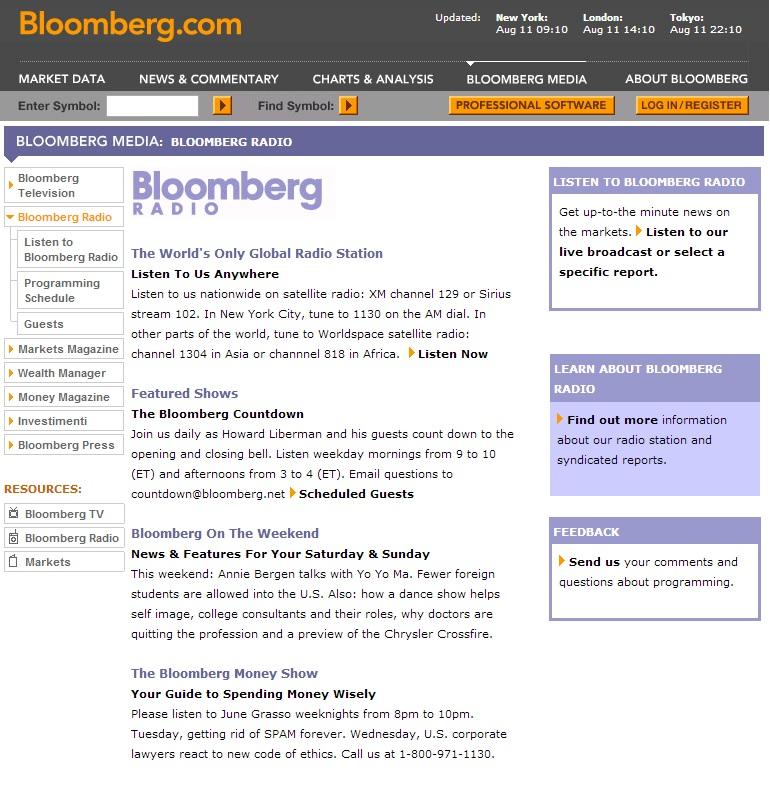 Bloomberg.com
Updated: New York: London: Tokyo:
Aug 11 09:10 Aug 11 14:10 Aug 11 22:10
MARKET DATA NEWS & COMMENTARY CHARTS & ANALYSIS BLOOMBERG MEDIA ABOUT BLOOMBERG
Enter Symbol: Find Symbol: PROFESSIONAL SOFTWARE LOG IN/REGISTER
BLOOMBERG MEDIA: BLOOMBERG RADIO
Bloomberg
Television
Bloomberg Radio
Listen to
Bloomberg Radio
Programming
Schedule
Guests
Markets Magazine
Wealth Manager
Money Magazine
Investimenti
Bloomberg Press
RESOURCES:
Bloomberg TV
Bloomberg Radio
Markets
Bloomberg
RADIO
The World's Only Global Radio Station
Listen To Us Anywhere
Listen to us nationwide on satellite radio: XM channel 129 or Sirius
stream 102. In New York City, tune to 1130 on the AM dial. In
other parts of the world, tune to Worldspace satellite radio:
channel 1304 in Asia or channnel 818 in Africa. Listen Now
Featured Shows
The Bloomberg Countdown
Join us daily as Howard Liberman and his guests count down to the
opening and closing bell. Listen weekday mornings from 9 to 10
(ET) and afternoons from 3 to 4 (ET). Email questions to
countdown@bloomberg.net Scheduled Guests
Bloomberg On The Weekend
News & Features For Your Saturday & Sunday
This weekend: Annie Bergen talks with Yo Yo Ma. Fewer foreign
students are allowed into the U.S. Also: how a dance show helps
self image, college consultants and their roles, why doctors are
quitting the profession and a preview of the Chrysler Crossfire.
The Bloomberg Money Show
Your Guide to Spending Money Wisely
Please listen to June Grasso weeknights from 8pm to 10pm.
Tuesday, getting rid of SPAM forever. Wednesday, U.S. corporate
lawyers react to new code of ethics. Call us at 1-800-971-1130.
LISTEN TO BLOOMBERG RADIO
Get up-to-the minute news on
the markets. Listen to our
live broadcast or select a
specific report.
LEARN ABOUT BLOOMBERG
RADIO
Find out more information
about our radio station and
syndicated reports.
FEEDBACK
Send us your comments and
questions about programming.